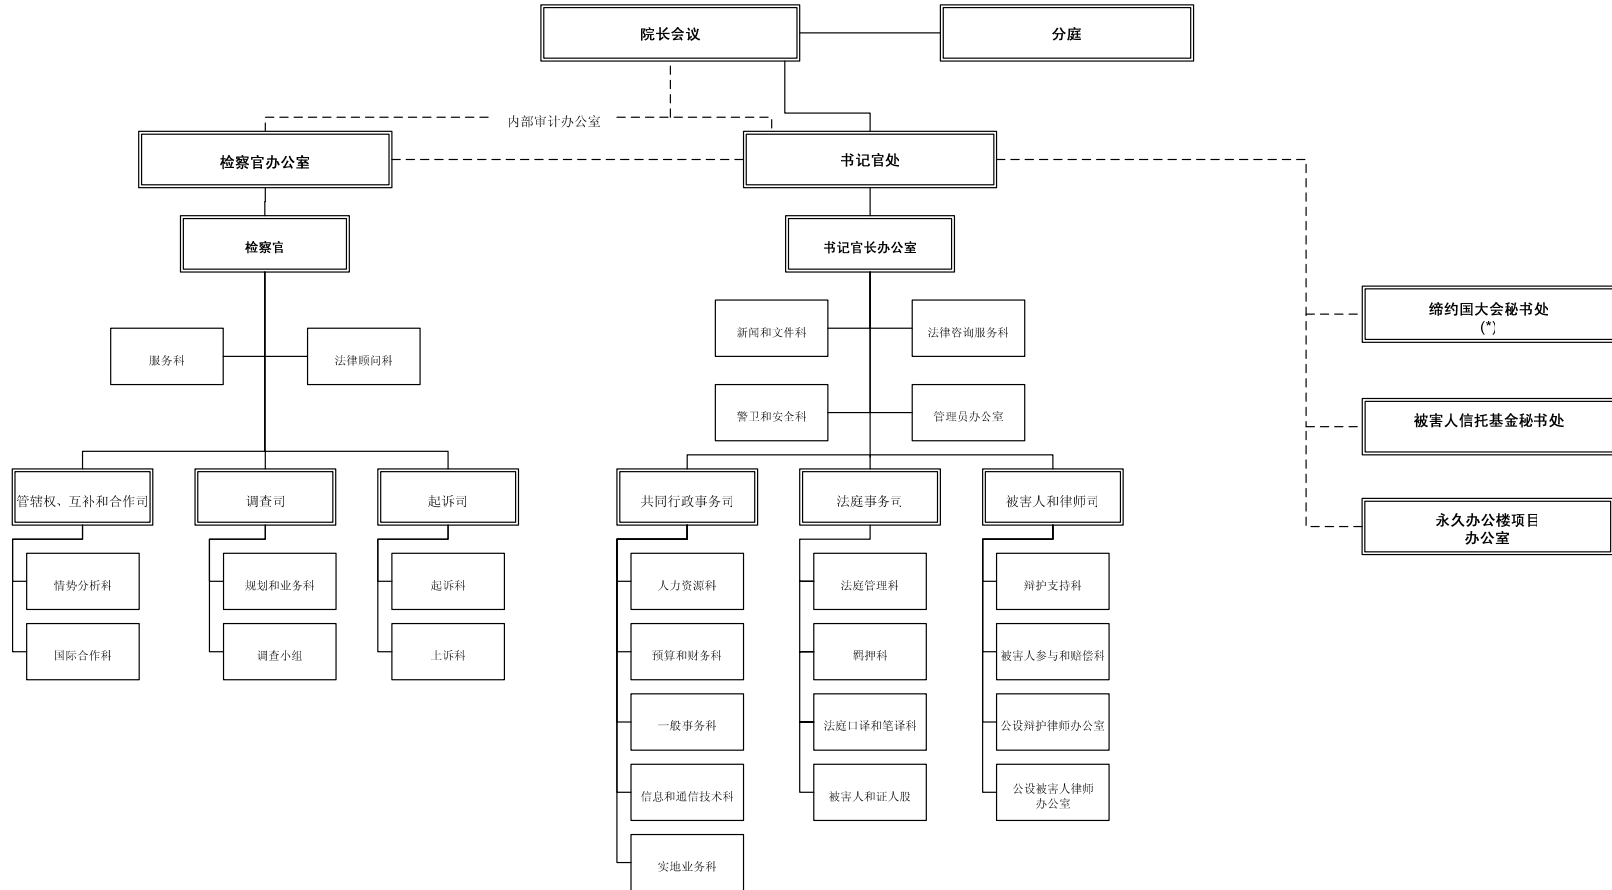 院长会议
分庭
内部审计办公室
检察官办公室
书记官处
检察官
书记官长办公室
新闻和文件科
法律咨询服务科
缔约国大会秘书处
(*)
服务科
法律顾问科
警卫和安全科
管理员办公室
被害人信托基金秘书处
管辖权、互补和合作司
调查司
起诉司
共同行政事务司
法庭事务司
被害人和律师司
永久办公楼项目
办公室
情势分析科
规划和业务科
起诉科
人力资源科
法庭管理科
辩护支持科
国际合作科
调查小组
上诉科
预算和财务科
羁押科
被害人参与和赔偿科
一般事务科
法庭口译和笔译科
公设辩护律师办公室
信息和通信技术科
被害人和证人股
公设被害人律师
办公室
实地业务科